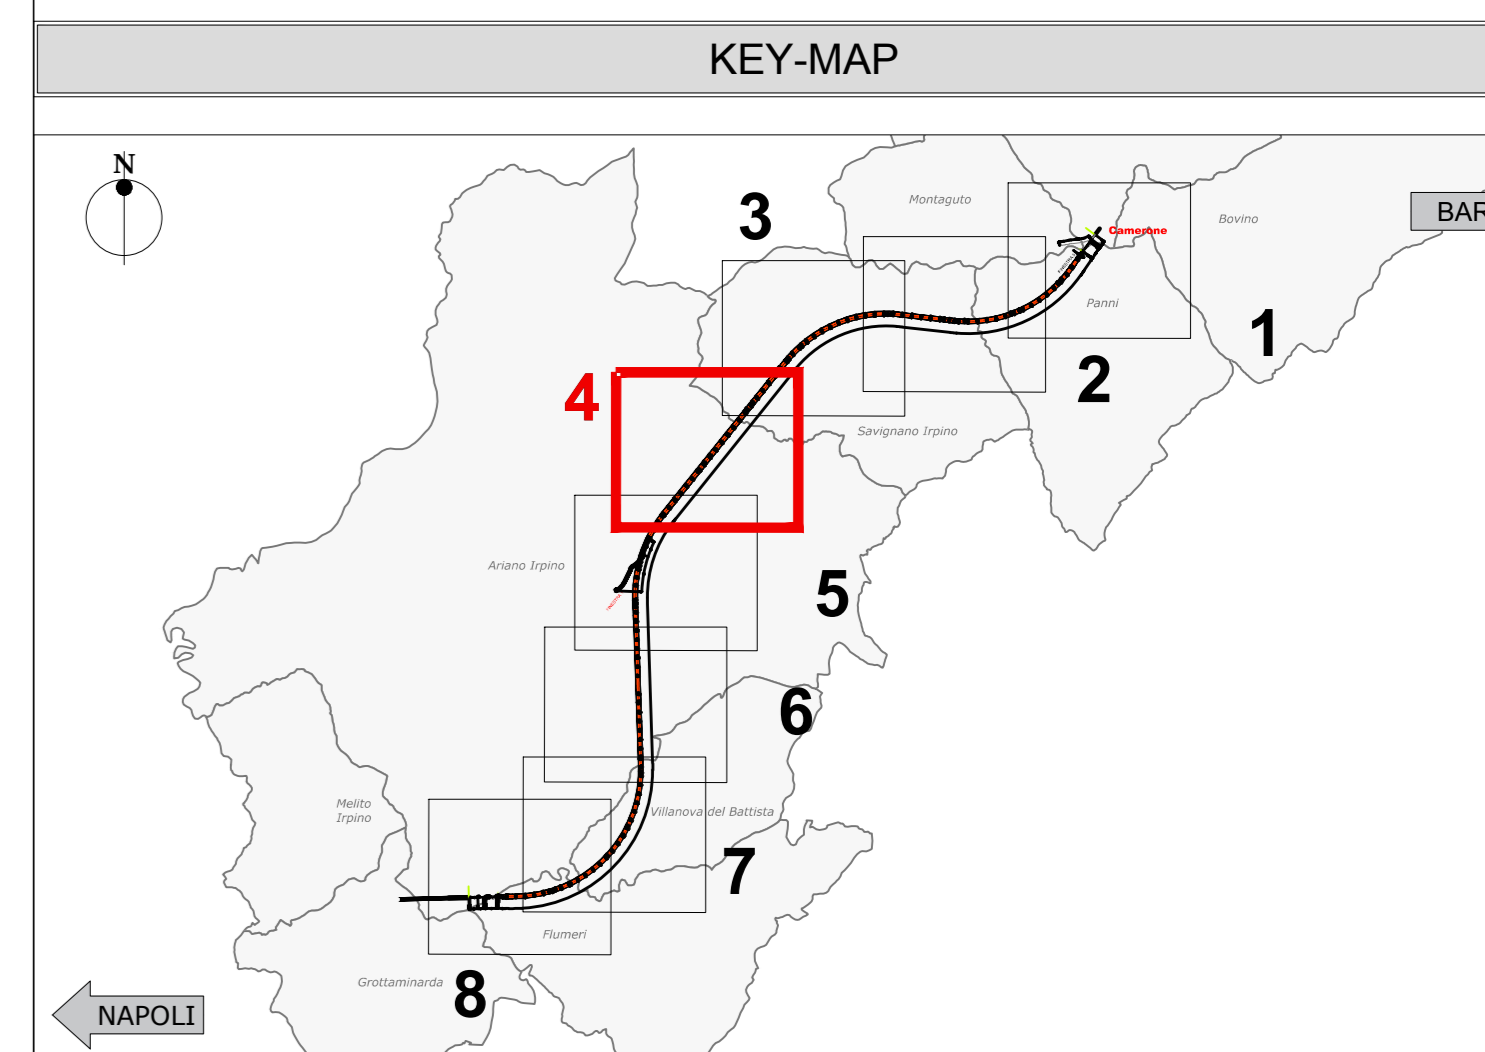 KEY-MAP
N
3
Montaguto
Bovino
BAR
Camerone
Panni
1
2
4
Savignano Irpino
Ariano Irpino
5
6
Melito
Irpino
Villanova del Battista
7
Flumeri
Grottaminarda
8
NAPOLI